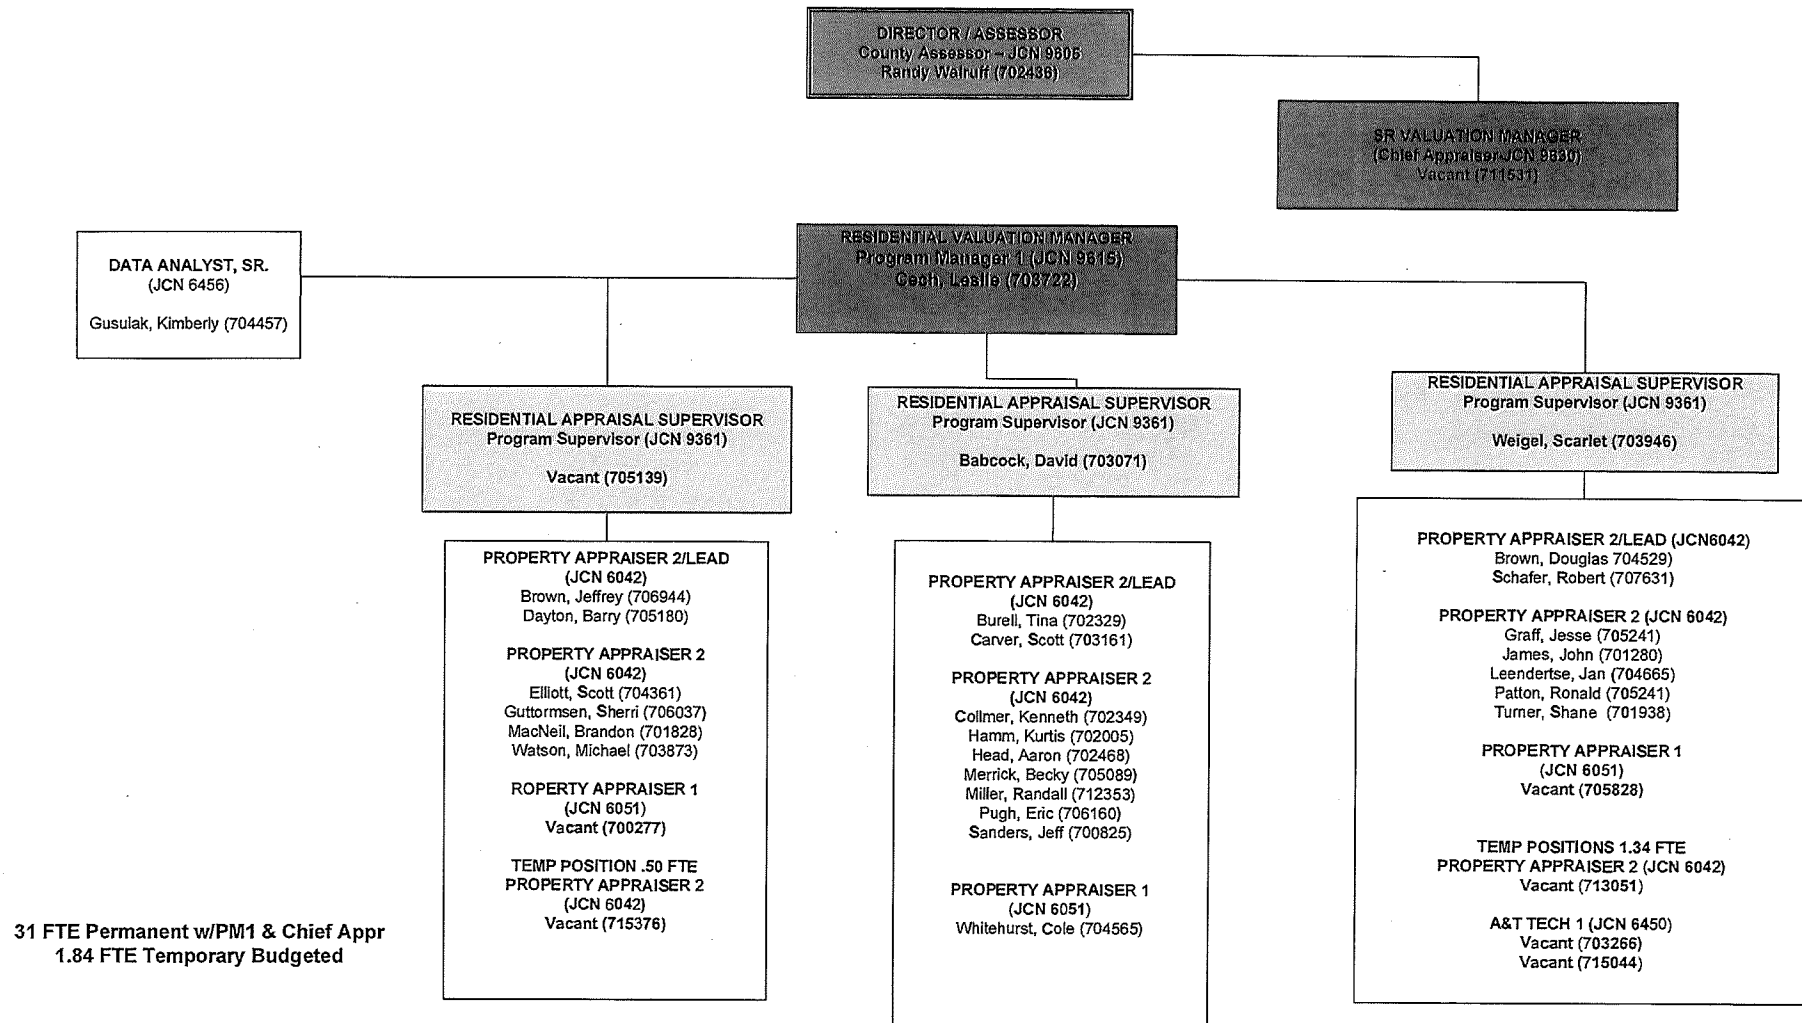 DIRECTOR / ASSESSOR
County Assessor – JCN 9605
Randy Walruff (702436)
SR VALUATION MANAGER
(Chief Appraiser-JCN 9630)
Vacant (711531)
RESIDENTIAL VALUATION MANAGER
Program Manager 1 (JCN 9615)
Cech, Leslie (703722)
DATA ANALYST, SR.
(JCN 6456)
Gusulak, Kimberly (704457)
RESIDENTIAL APPRAISAL SUPERVISOR
Program Supervisor (JCN 9361)
Vacant (705139)
RESIDENTIAL APPRAISAL SUPERVISOR
Program Supervisor (JCN 9361)
Babcock, David (703071)
RESIDENTIAL APPRAISAL SUPERVISOR
Program Supervisor (JCN 9361)
Weigel, Scarlet (703946)
PROPERTY APPRAISER 2/LEAD
(JCN 6042)
Brown, Jeffrey (706944)
Dayton, Barry (705180)
PROPERTY APPRAISER 2
(JCN 6042)
Elliott, Scott (704361)
Guttormsen, Sherri (706037)
MacNeil, Brandon (701828)
Watson, Michael (703873)
ROPERTY APPRAISER 1
(JCN 6051)
Vacant (700277)
TEMP POSITION .50 FTE
PROPERTY APPRAISER 2
(JCN 6042)
Vacant (715376)
PROPERTY APPRAISER 2/LEAD
(JCN 6042)
Burell, Tina (702329)
Carver, Scott (703161)
PROPERTY APPRAISER 2
(JCN 6042)
Collmer, Kenneth (702349)
Hamm, Kurtis (702005)
Head, Aaron (702468)
Merrick, Becky (705089)
Miller, Randall (712353)
Pugh, Eric (706160)
Sanders, Jeff (700825)
PROPERTY APPRAISER 1
(JCN 6051)
Whitehurst, Cole (704565)
PROPERTY APPRAISER 2/LEAD (JCN6042)
Brown, Douglas 704529)
Schafer, Robert (707631)
PROPERTY APPRAISER 2 (JCN 6042)
Graff, Jesse (705241)
James, John (701280)
Leendertse, Jan (704665)
Patton, Ronald (705241)
Turner, Shane (701938)
PROPERTY APPRAISER 1
(JCN 6051)
Vacant (705828)
TEMP POSITIONS 1.34 FTE
PROPERTY APPRAISER 2 (JCN 6042)
Vacant (713051)
A&T TECH 1 (JCN 6450)
Vacant (703266)
Vacant (715044)
31 FTE Permanent w/PM1 & Chief Appr
1.84 FTE Temporary Budgeted